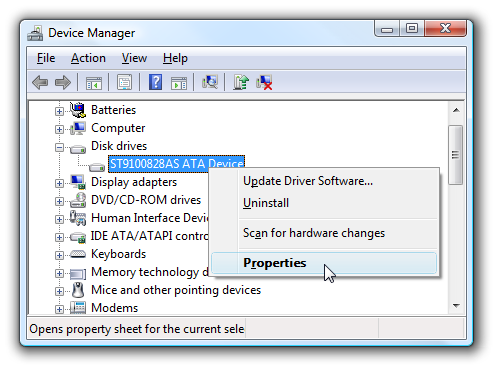 Device Manager
File Action View Help
Batteries
Computer
Disk drives
ST9100828AS ATA Device
Display adapters
DVD/CD-ROM drives
Human Interface Devi
IDE ATA/ATAPI contro
Keyboards
Memory technology d
Mice and other pointing devices
Modems
Update Driver Software...
Uninstall
Scan for hardware changes
Properties
Opens property sheet for the current sele